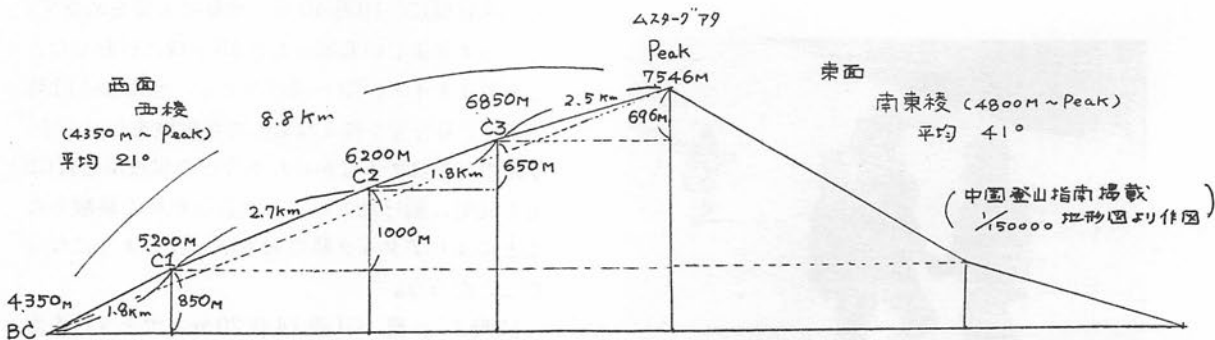 ムスターグアタ
Peak
7546M
西面
西稜
(4350M~Peak)
平均 21°
8.8 Km
東面
南東稜 (4800M~Peak)
平均 41°
(中国登山指南掲載
1/150000 地形図より作図)
6850M
C3
2.5km
696M
6200M
C2
1.8Km
650M
2.7km
5200M
C1
1000M
4350M
BC
1.8Km
850M